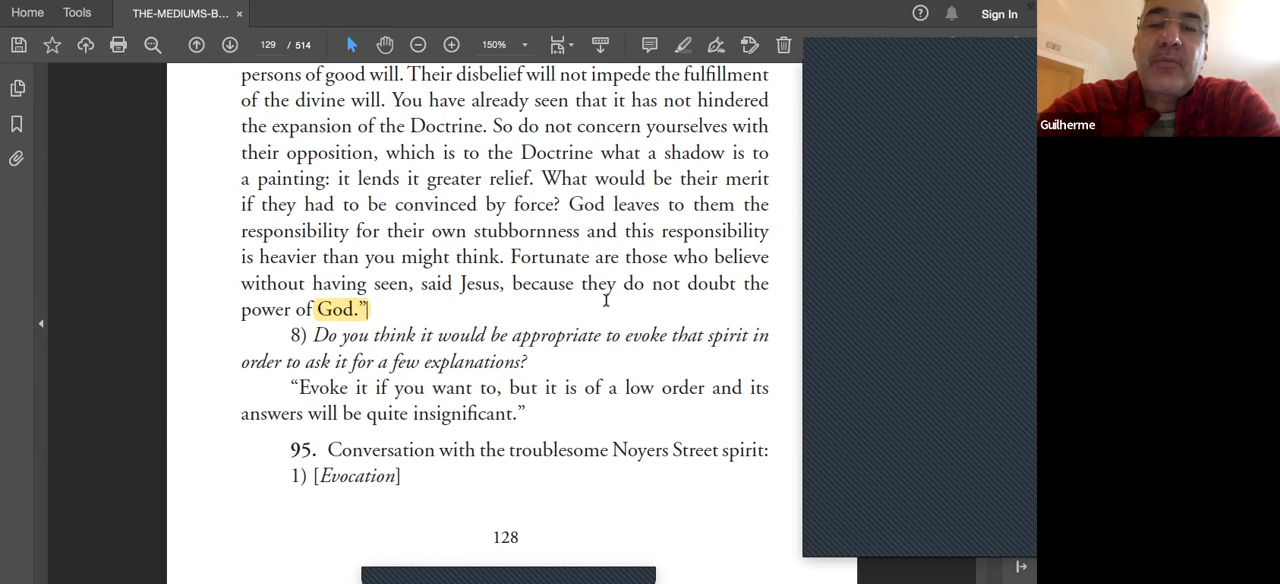 Home Tools THE-MEDIUMS-B... × Sign In
129 / 514 150%
persons of good will. Their disbelief will not impede the fulfillment
of the divine will. You have already seen that it has not hindered
the expansion of the Doctrine. So do not concern yourselves with
their opposition, which is to the Doctrine what a shadow is to
a painting: it lends it greater relief. What would be their merit
if they had to be convinced by force? God leaves to them the
responsibility for their own stubbornness and this responsibility
is heavier than you might think. Fortunate are those who believe
without having seen, said Jesus, because they do not doubt the
power of God.”
8) Do you think it would be appropriate to evoke that spirit in
order to ask it for a few explanations?
“Evoke it if you want to, but it is of a low order and its
answers will be quite insignificant.”
95. Conversation with the troublesome Noyers Street spirit:
1) [Evocation]
128
Guilherme